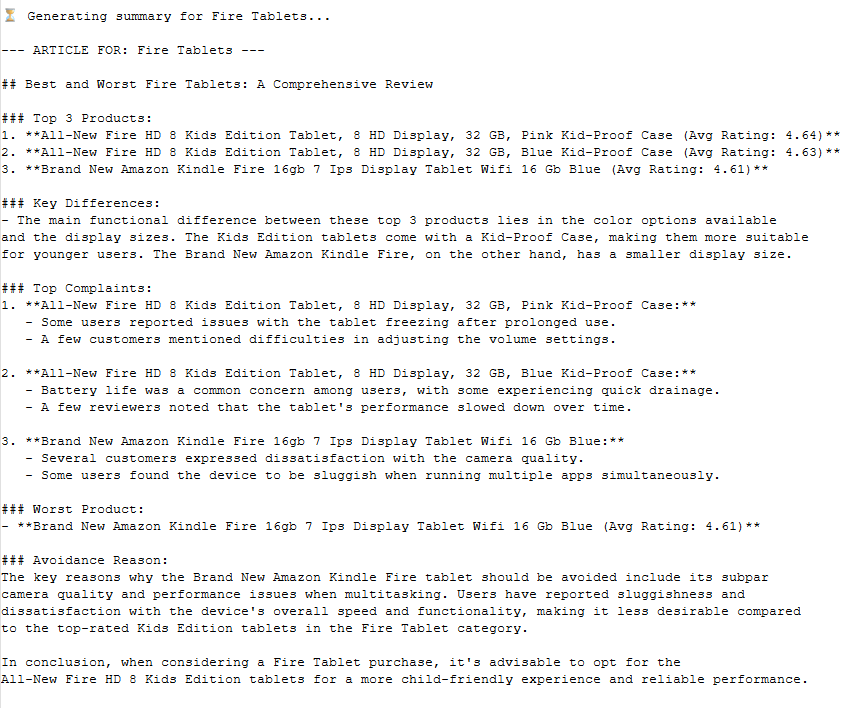 ⏳ Generating summary for Fire Tablets...
--- ARTICLE FOR: Fire Tablets ---
## Best and Worst Fire Tablets: A Comprehensive Review
### Top 3 Products:
1. **All-New Fire HD 8 Kids Edition Tablet, 8 HD Display, 32 GB, Pink Kid-Proof Case (Avg Rating: 4.64)**
2. **All-New Fire HD 8 Kids Edition Tablet, 8 HD Display, 32 GB, Blue Kid-Proof Case (Avg Rating: 4.63)**
3. **Brand New Amazon Kindle Fire 16gb 7 Ips Display Tablet Wifi 16 Gb Blue (Avg Rating: 4.61)**
### Key Differences:
- The main functional difference between these top 3 products lies in the color options available
and the display sizes. The Kids Edition tablets come with a Kid-Proof Case, making them more suitable
for younger users. The Brand New Amazon Kindle Fire, on the other hand, has a smaller display size.
### Top Complaints:
1. **All-New Fire HD 8 Kids Edition Tablet, 8 HD Display, 32 GB, Pink Kid-Proof Case:**
   - Some users reported issues with the tablet freezing after prolonged use.
   - A few customers mentioned difficulties in adjusting the volume settings.
2. **All-New Fire HD 8 Kids Edition Tablet, 8 HD Display, 32 GB, Blue Kid-Proof Case:**
   - Battery life was a common concern among users, with some experiencing quick drainage.
   - A few reviewers noted that the tablet's performance slowed down over time.
3. **Brand New Amazon Kindle Fire 16gb 7 Ips Display Tablet Wifi 16 Gb Blue:**
   - Several customers expressed dissatisfaction with the camera quality.
   - Some users found the device to be sluggish when running multiple apps simultaneously.
### Worst Product:
- **Brand New Amazon Kindle Fire 16gb 7 Ips Display Tablet Wifi 16 Gb Blue (Avg Rating: 4.61)**
### Avoidance Reason:
The key reasons why the Brand New Amazon Kindle Fire tablet should be avoided include its subpar
camera quality and performance issues when multitasking. Users have reported sluggishness and
dissatisfaction with the device's overall speed and functionality, making it less desirable compared
to the top-rated Kids Edition tablets in the Fire Tablet category.
In conclusion, when considering a Fire Tablet purchase, it's advisable to opt for the
All-New Fire HD 8 Kids Edition tablets for a more child-friendly experience and reliable performance.